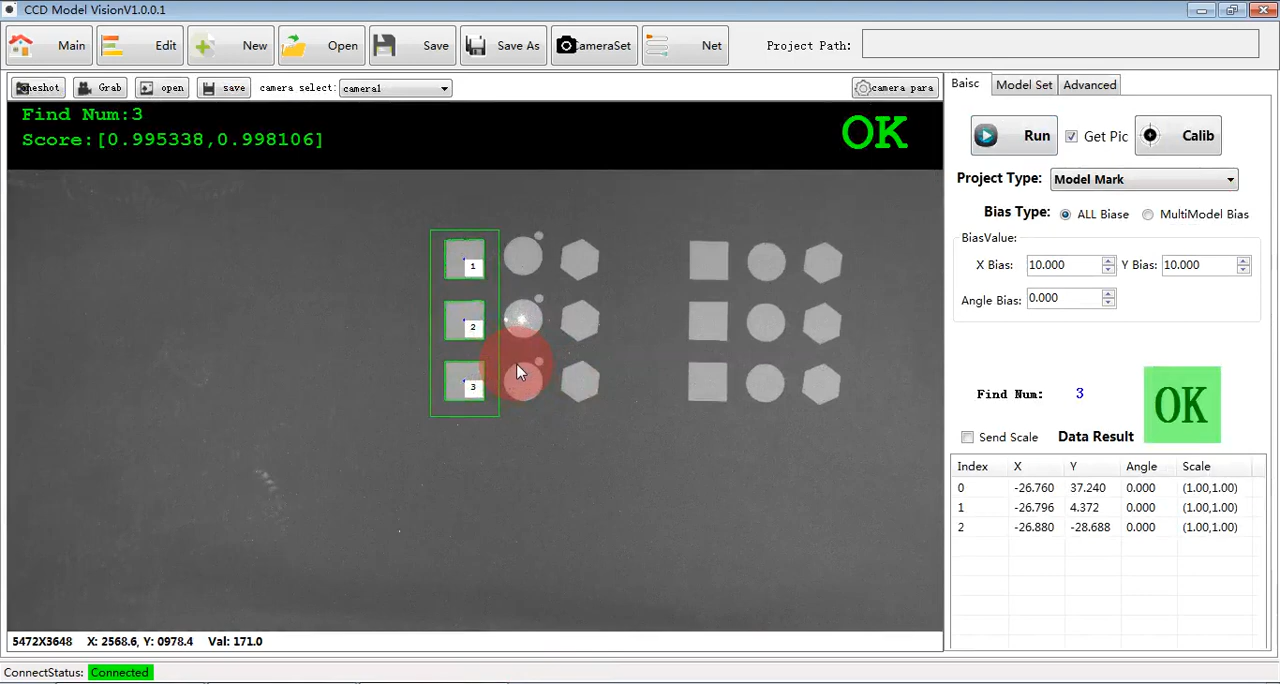 CCD Model VisionV1.0.0.1
Main Edit New Open Save Save As CameraSet Net Project Path:
neshot Grab open save camera select: camera1 camera para
Baisc Model Set Advanced
Find Num:3
Score:[0.995338,0.998106]
OK
1
2
3
Run Get Pic Calib
Project Type: Model Mark
Bias Type: ALL Biase MultiModel Bias
BiasValue:
X Bias: 10.000 Y Bias: 10.000
Angle Bias: 0.000
Find Num: 3 OK
Send Scale Data Result
Index X Y Angle Scale
0 -26.760 37.240 0.000 (1.00,1.00)
1 -26.796 4.372 0.000 (1.00,1.00)
2 -26.880 -28.688 0.000 (1.00,1.00)
5472X3648 X: 2568.6, Y: 0978.4 Val: 171.0
ConnectStatus: Connected